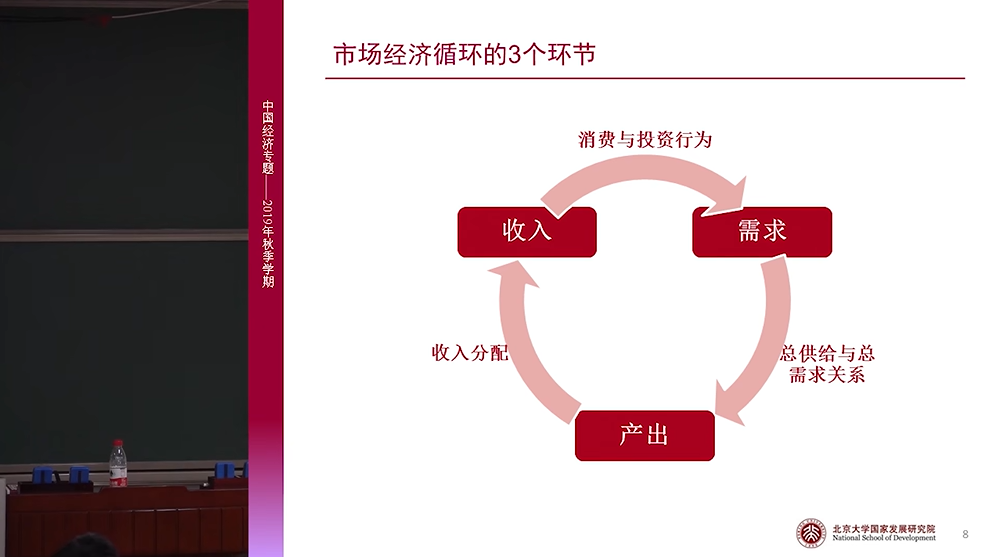 市场经济循环的3个环节
中国经济专题——2019年秋季学期
消费与投资行为
收入
需求
收入分配
总供给与总
需求关系
产出
北京大学国家发展研究院
National School of Development
8